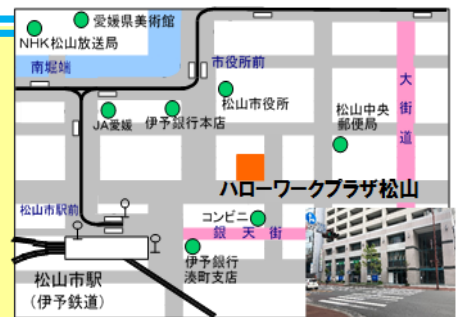 愛媛県美術館
NHK松山放送局
南堀端
市役所前
大街道
松山市役所
JA愛媛
伊予銀行本店
松山中央
郵便局
ハローワークプラザ松山
松山市駅前
コンビニ
銀天街
伊予銀行
湊町支店
松山市駅
(伊予鉄道)